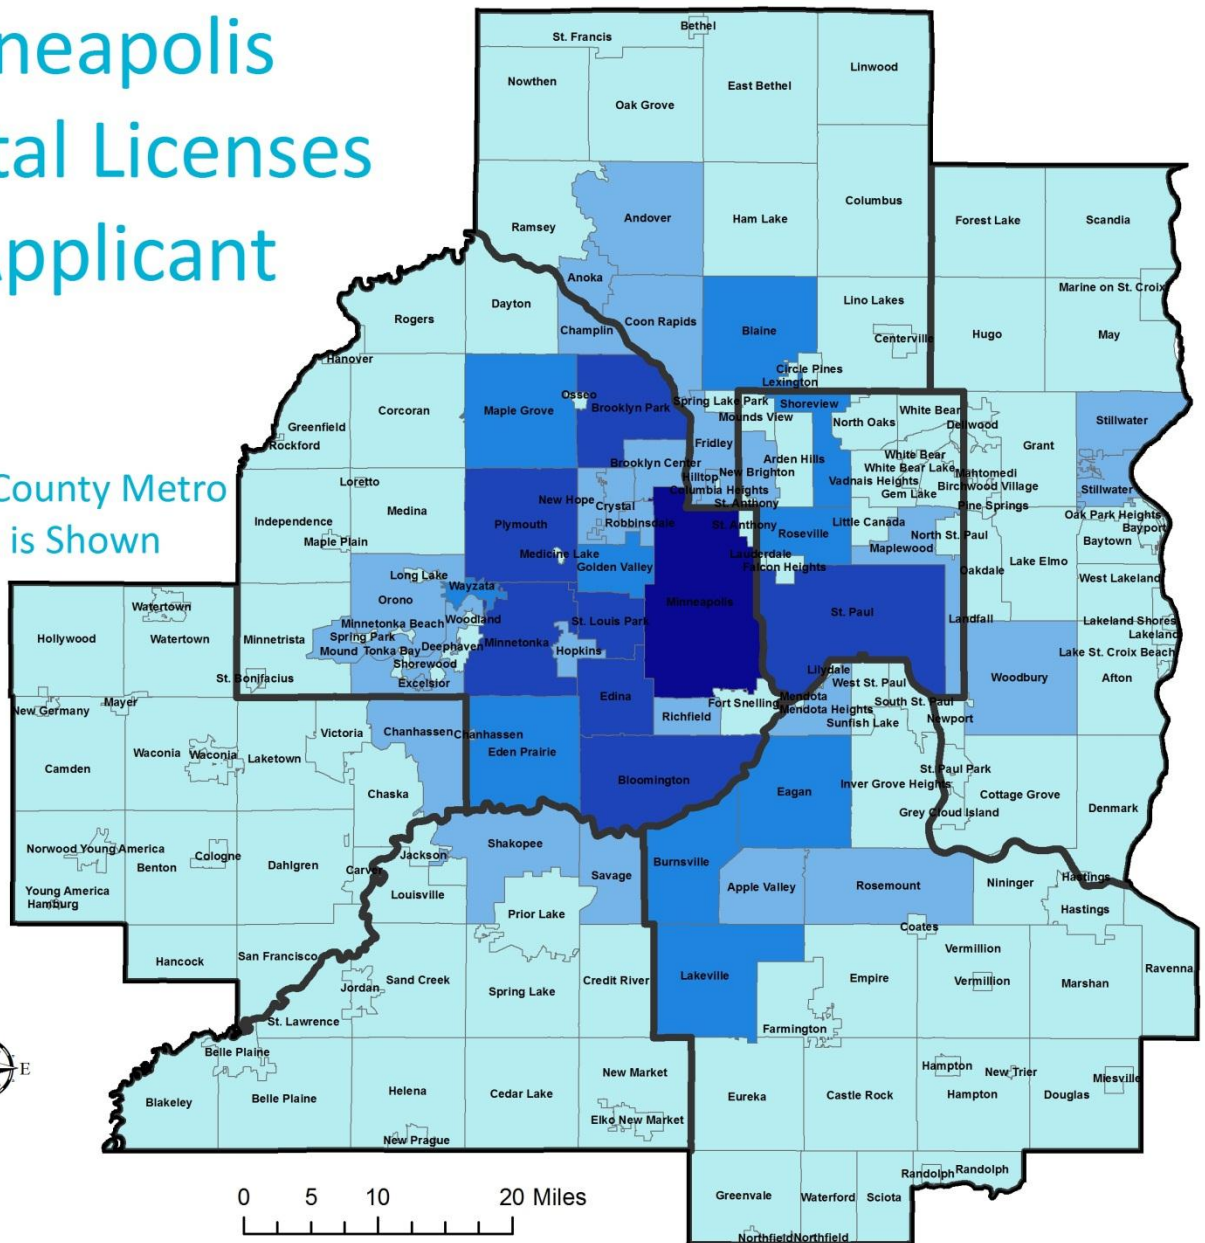 neapolis
tal Licenses
Applicant
County Metro
is Shown
St. Francis
Bethel
Nowthen
Oak Grove
East Bethel
Linwood
Ramsey
Andover
Ham Lake
Columbus
Forest Lake
Scandia
Anoka
Marine on St. Croix
Rogers
Dayton
Champlin
Coon Rapids
Blaine
Lino Lakes
Centerville
Hugo
May
Hanover
Circle Pines
Lexington
Corcoran
Maple Grove
Osseo
Brooklyn Park
Spring Lake Park
Mounds View
Shoreview
North Oaks
White Bear
Dellwood
Stillwater
Greenfield
Rockford
Fridley
Arden Hills
White Bear
Grant
Brooklyn Center
Hilltop
New Brighton
White Bear Lake
Mahtomedi
Loretto
Vadnais Heights
Birchwood Village
Stillwater
Columbia Heights
Gem Lake
Medina
New Hope
Crystal
St. Anthony
Pine Springs
Independence
Plymouth
Robbinsdale
St. Anthony
Little Canada
Oak Park Heights
Bayport
Maple Plain
Roseville
North St. Paul
Baytown
Medicine Lake
Lauderdale
Maplewood
Lake Elmo
Golden Valley
Falcon Heights
Oakdale
Long Lake
Wayzata
West Lakeland
Orono
Minneapolis
St. Paul
Watertown
Hollywood
Watertown
Minnetrista
Minnetonka Beach
Woodland
St. Louis Park
Landfall
Lakeland Shores
Spring Park
Lakeland
Mound
Tonka Bay
Deephaven
Minnetonka
Hopkins
Lake St. Croix Beach
Shorewood
Lilydale
St. Bonifacius
Excelsior
West St. Paul
Woodbury
Afton
Edina
Fort Snelling
Mendota
South St. Paul
New Germany
Mayer
Richfield
Mendota Heights
Newport
Victoria
Chanhassen
Chanhassen
Sunfish Lake
Waconia
Waconia
Laketown
Eden Prairie
Camden
Bloomington
St. Paul Park
Chaska
Eagan
Inver Grove Heights
Cottage Grove
Denmark
Grey Cloud Island
Norwood Young America
Cologne
Benton
Dahlgren
Carver
Jackson
Shakopee
Burnsville
Savage
Young America
Hamburg
Louisville
Apple Valley
Rosemount
Nininger
Hastings
Prior Lake
Hastings
Coates
Hancock
San Francisco
Vermillion
Sand Creek
Spring Lake
Credit River
Lakeville
Empire
Vermillion
Marshan
Ravenna
Jordan
St. Lawrence
Farmington
Belle Plaine
E
New Market
Hampton
New Trier
Blakeley
Belle Plaine
Helena
Cedar Lake
Eureka
Castle Rock
Hampton
Douglas
Miesville
Elko New Market
New Prague
Randolph
Randolph
Greenvale
Waterford
Sciota
Northfield
Northfield
0 5 10 20 Miles